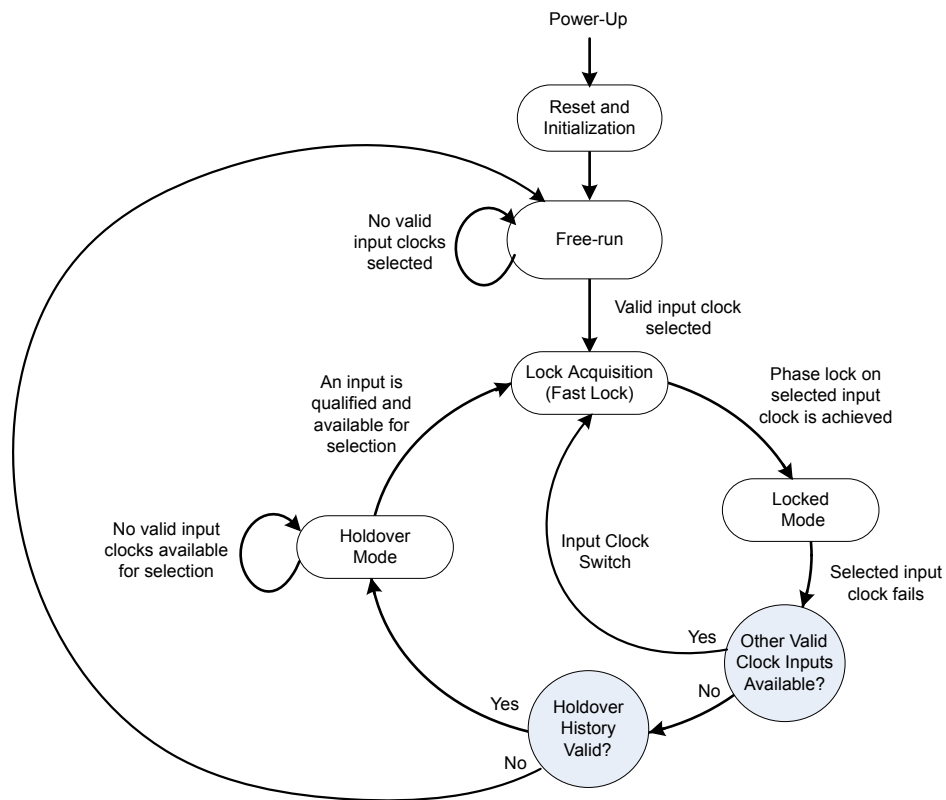 Power-Up
Reset and
Initialization
No valid
input clocks
selected
Free-run
Valid input clock
selected
Lock Acquisition
(Fast Lock)
An input is
qualified and
available for
selection
Phase lock on
selected input
clock is achieved
Locked
Mode
No valid input
clocks available
for selection
Holdover
Mode
Input Clock
Switch
Selected input
clock fails
Other Valid
Clock Inputs
Available?
Yes
No
Holdover
History
Valid?
Yes
No